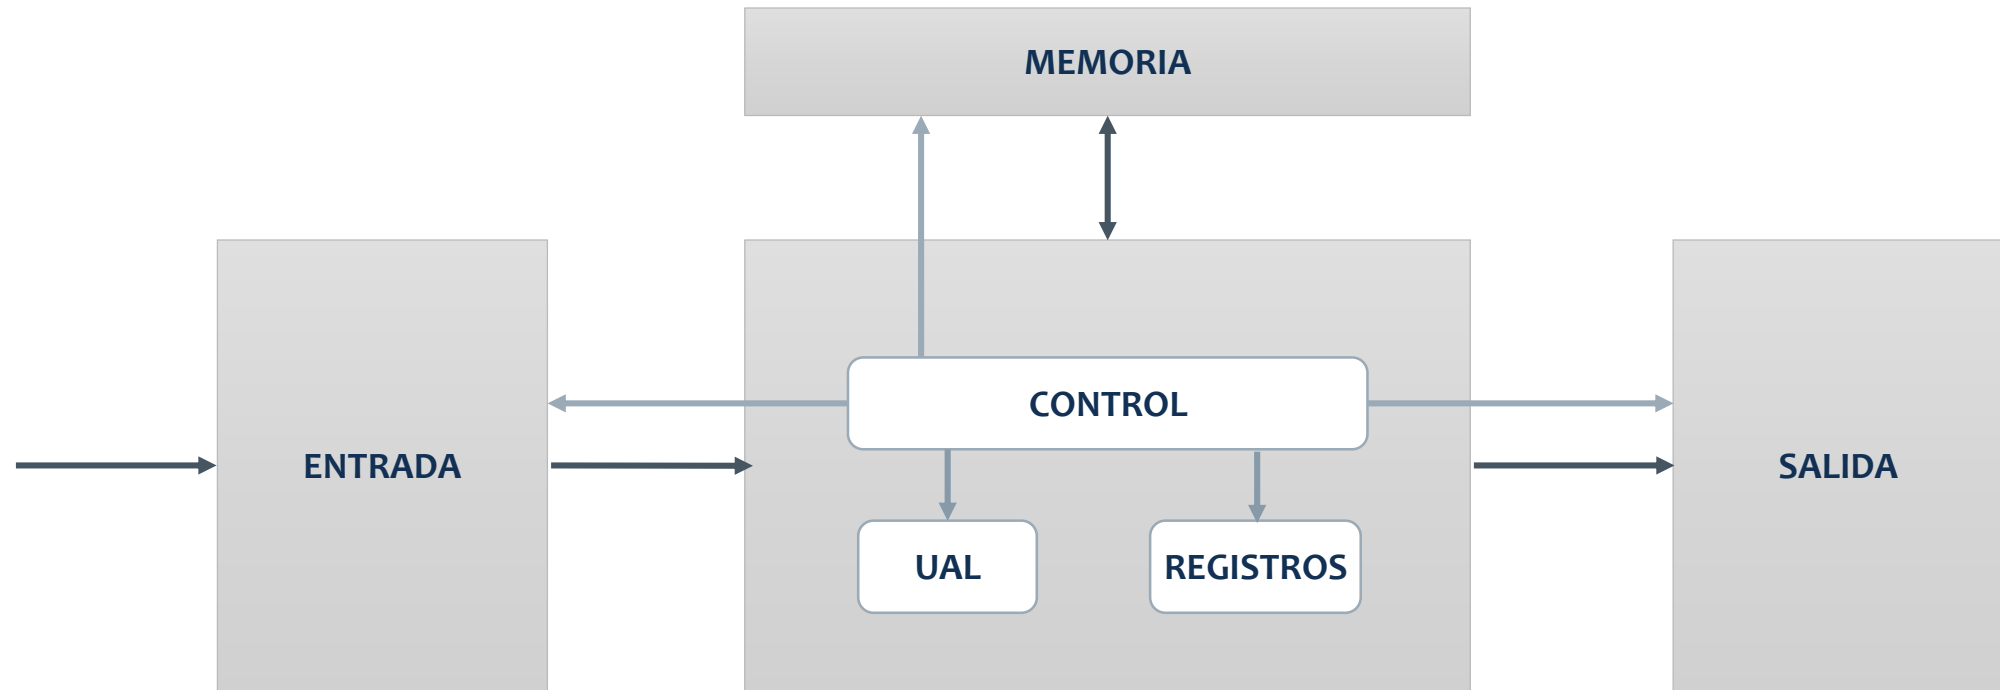 MEMORIA
CONTROL
ENTRADA
SALIDA
UAL
REGISTROS